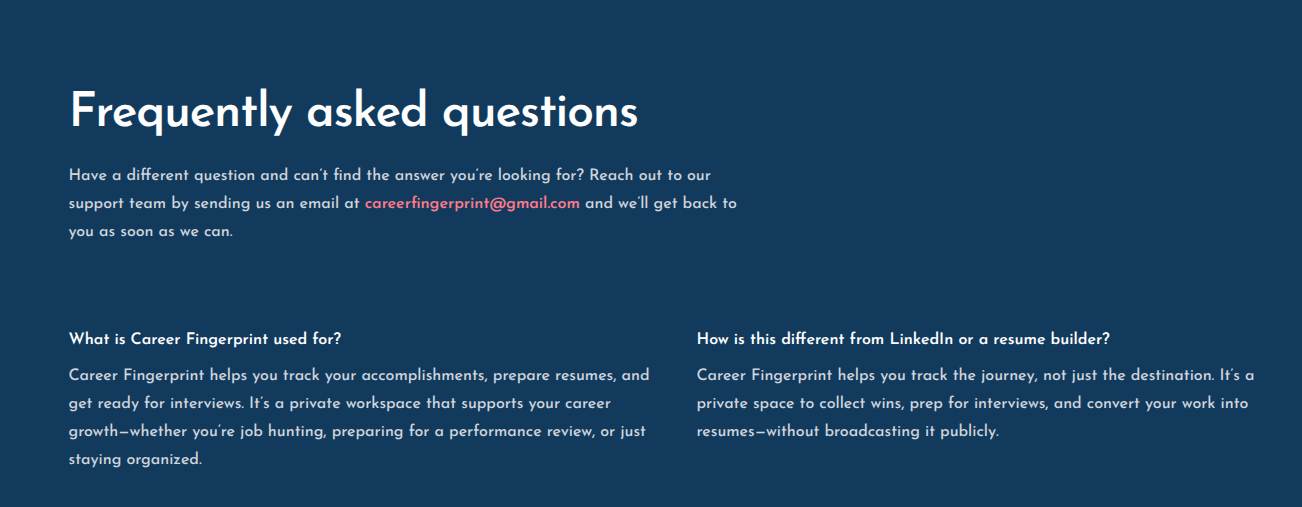 Frequently asked questions
Have a different question and can't find the answer you're looking for? Reach out to our
support team by sending us an email at careerfingerprint@gmail.com and we'll get back to
you as soon as we can.
What is Career Fingerprint used for?
Career Fingerprint helps you track your accomplishments, prepare resumes, and
get ready for interviews. It's a private workspace that supports your career
growth—whether you're job hunting, preparing for a performance review, or just
staying organized.
How is this different from LinkedIn or a resume builder?
Career Fingerprint helps you track the journey, not just the destination. It's a
private space to collect wins, prep for interviews, and convert your work into
resumes—without broadcasting it publicly.